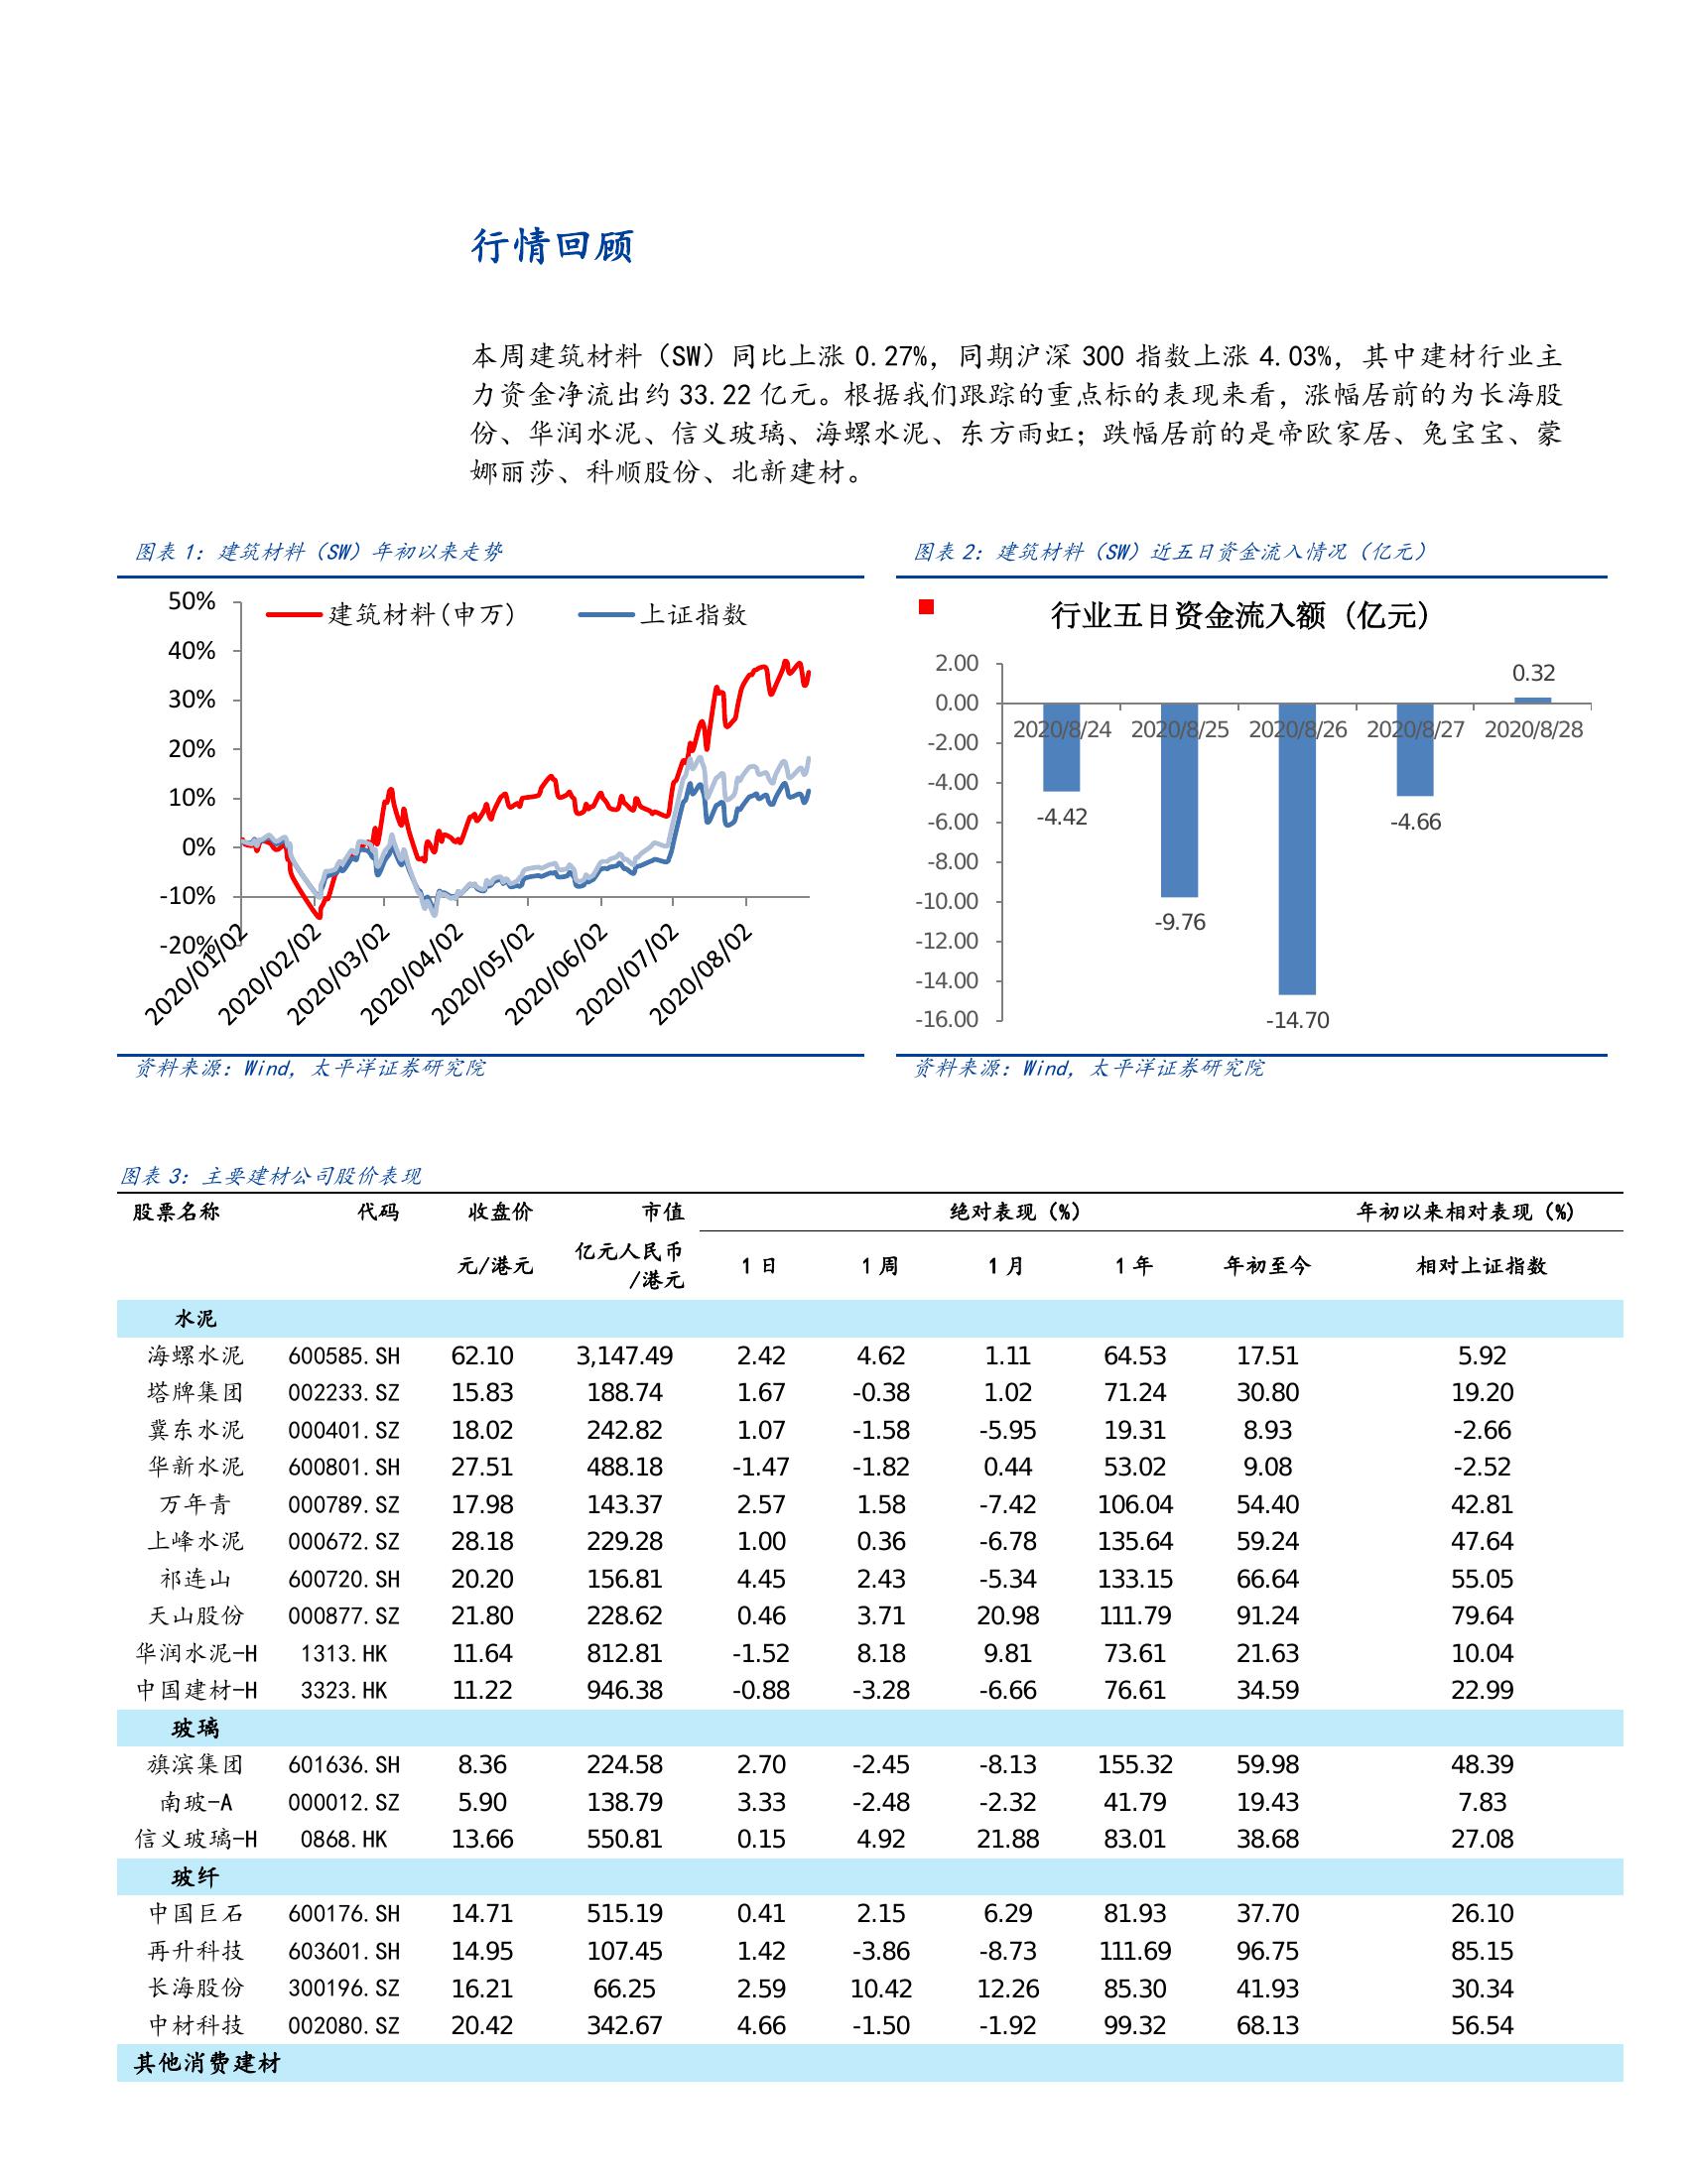 行情回顾
本周建筑材料（SW）同比上涨 0.27%，同期沪深 300 指数上涨 4.03%，其中建材行业主
力资金净流出约 33.22 亿元。根据我们跟踪的重点标的表现来看，涨幅居前的为长海股
份、华润水泥、信义玻璃、海螺水泥、东方雨虹；跌幅居前的是帝欧家居、兔宝宝、蒙
娜丽莎、科顺股份、北新建材。
图表 1：建筑材料（SW）年初以来走势
50%
40%
30%
20%
10%
0%
-10%
-20%
建筑材料(申万)
上证指数
2020/01/02
2020/02/02
2020/03/02
2020/04/02
2020/05/02
2020/06/02
2020/07/02
2020/08/02
资料来源：Wind，太平洋证券研究院
图表 2：建筑材料（SW）近五日资金流入情况（亿元）
行业五日资金流入额（亿元）
2.00
0.00
-2.00
-4.00
-6.00
-8.00
-10.00
-12.00
-14.00
-16.00
2020/8/24 2020/8/25 2020/8/26 2020/8/27 2020/8/28
-4.42
-9.76
-14.70
-4.66
0.32
资料来源：Wind，太平洋证券研究院
图表 3：主要建材公司股价表现
股票名称 代码 收盘价 市值 绝对表现（%） 年初以来相对表现（%）
元/港元 亿元人民币 1 日 1 周 1 月 1 年 年初至今 相对上证指数
/港元
水泥
海螺水泥 600585.SH 62.10 3,147.49 2.42 4.62 1.11 64.53 17.51 5.92
塔牌集团 002233.SZ 15.83 188.74 1.67 -0.38 1.02 71.24 30.80 19.20
冀东水泥 000401.SZ 18.02 242.82 1.07 -1.58 -5.95 19.31 8.93 -2.66
华新水泥 600801.SH 27.51 488.18 -1.47 -1.82 0.44 53.02 9.08 -2.52
万年青 000789.SZ 17.98 143.37 2.57 1.58 -7.42 106.04 54.40 42.81
上峰水泥 000672.SZ 28.18 229.28 1.00 0.36 -6.78 135.64 59.24 47.64
祁连山 600720.SH 20.20 156.81 4.45 2.43 -5.34 133.15 66.64 55.05
天山股份 000877.SZ 21.80 228.62 0.46 3.71 20.98 111.79 91.24 79.64
华润水泥-H 1313.HK 11.64 812.81 -1.52 8.18 9.81 73.61 21.63 10.04
中国建材-H 3323.HK 11.22 946.38 -0.88 -3.28 -6.66 76.61 34.59 22.99
玻璃
旗滨集团 601636.SH 8.36 224.58 2.70 -2.45 -8.13 155.32 59.98 48.39
南玻-A 000012.SZ 5.90 138.79 3.33 -2.48 -2.32 41.79 19.43 7.83
信义玻璃-H 0868.HK 13.66 550.81 0.15 4.92 21.88 83.01 38.68 27.08
玻纤
中国巨石 600176.SH 14.71 515.19 0.41 2.15 6.29 81.93 37.70 26.10
再升科技 603601.SH 14.95 107.45 1.42 -3.86 -8.73 111.69 96.75 85.15
长海股份 300196.SZ 16.21 66.25 2.59 10.42 12.26 85.30 41.93 30.34
中材科技 002080.SZ 20.42 342.67 4.66 -1.50 -1.92 99.32 68.13 56.54
其他消费建材